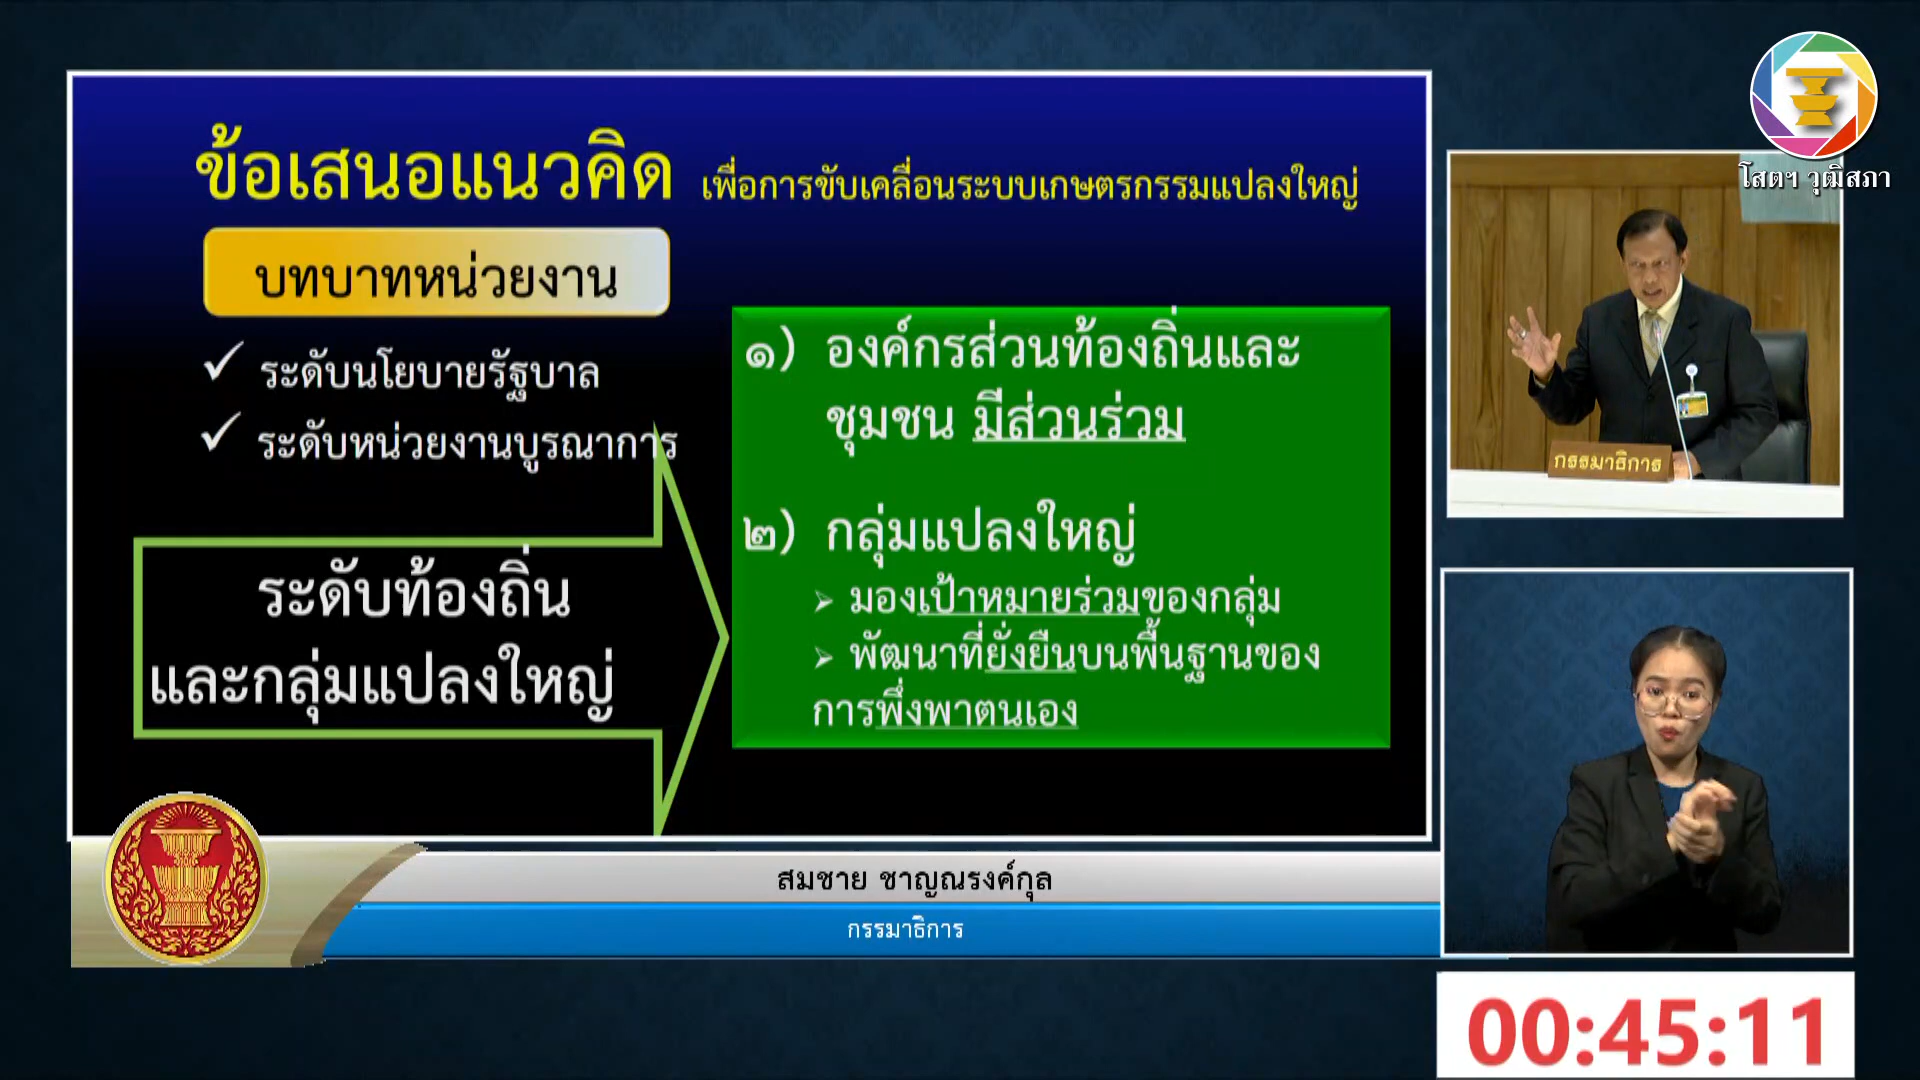 ข้อเสนอแนวคิด เพื่อการขับเคลื่อนระบบเกษตรกรรมแปลงใหญ่
บทบาทหน่วยงาน
✓ ระดับนโยบายรัฐบาล
✓ ระดับหน่วยงานบูรณาการ
ระดับท้องถิ่น
และกลุ่มแปลงใหญ่
๑) องค์กรส่วนท้องถิ่นและ
ชุมชน มีส่วนร่วม
๒) กลุ่มแปลงใหญ่
➢ มองเป้าหมายร่วมของกลุ่ม
➢ พัฒนาที่ยั่งยืนบนพื้นฐานของ
การพึ่งพาตนเอง
โสตฯ วุฒิสภา
กรรมาธิการ
สมชาย ชาญณรงค์กุล
กรรมาธิการ
00:45:11